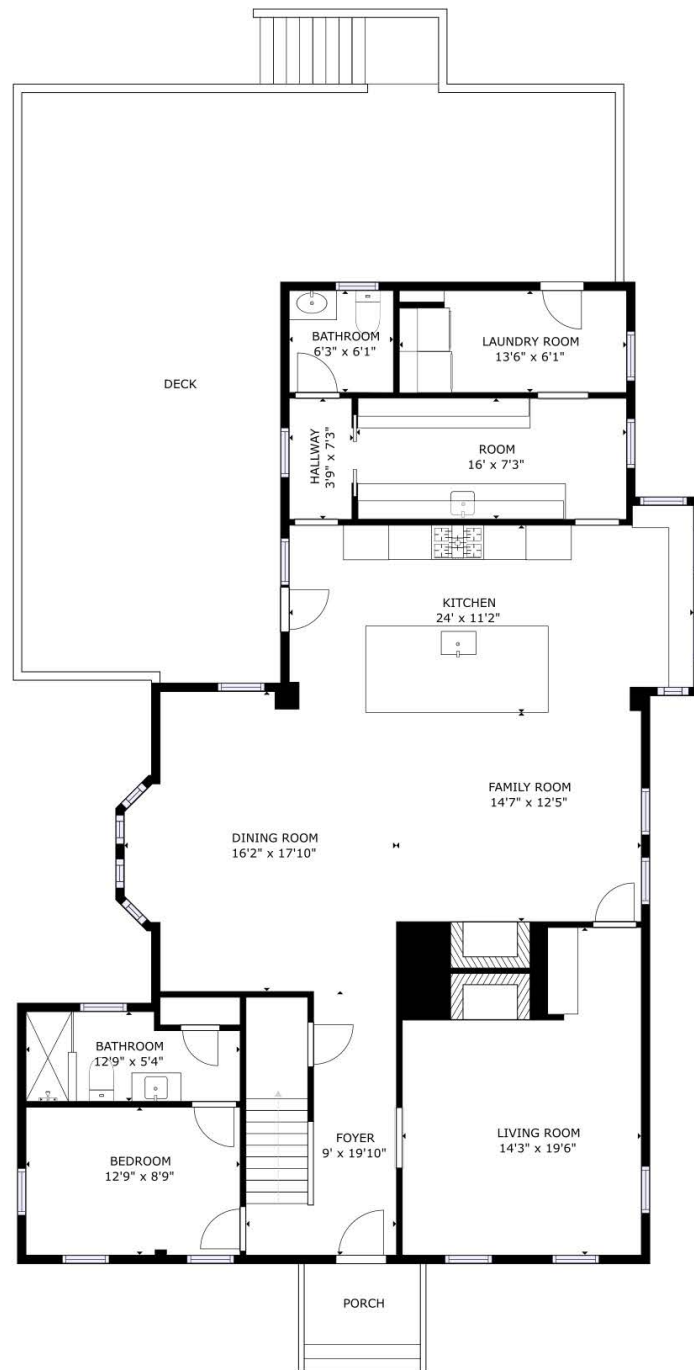 BATHROOM
6'3" x 6'1"
LAUNDRY ROOM
13'6" x 6'1"
DECK
HALLWAY
3'9" x 7'3"
ROOM
16' x 7'3"
KITCHEN
24' x 11'2"
FAMILY ROOM
14'7" x 12'5"
DINING ROOM
16'2" x 17'10"
BATHROOM
12'9" x 5'4"
BEDROOM
12'9" x 8'9"
FOYER
9' x 19'10"
LIVING ROOM
14'3" x 19'6"
PORCH